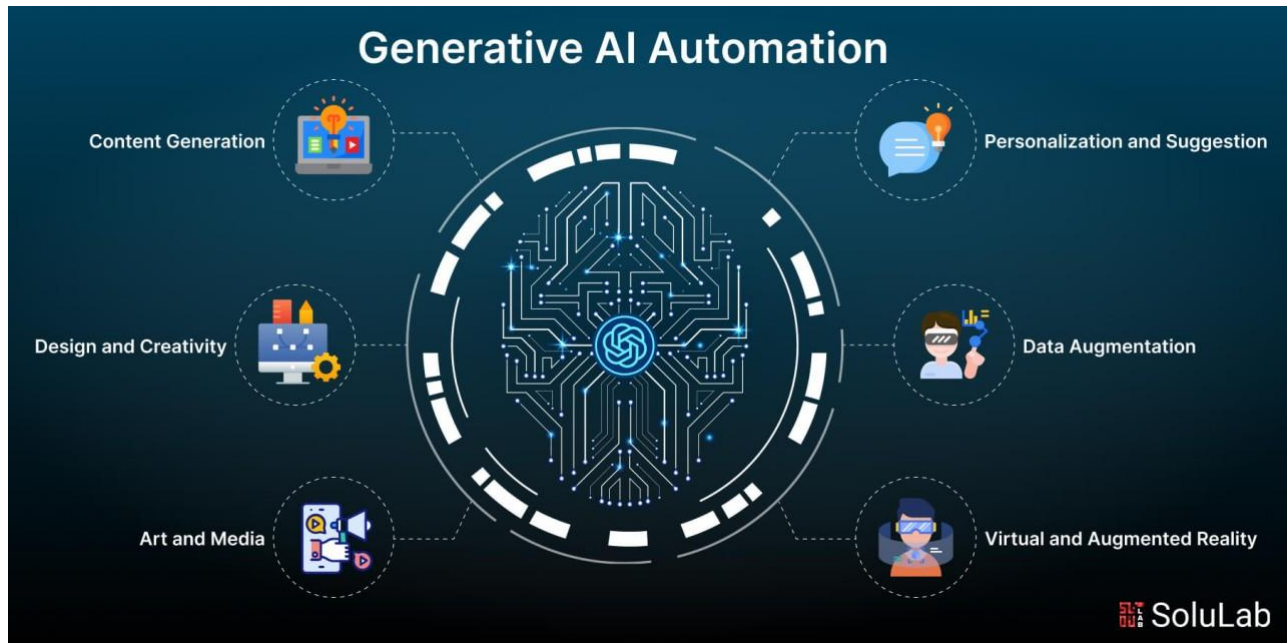 Generative AI Automation
Content Generation
Personalization and Suggestion
Design and Creativity
Data Augmentation
Art and Media
Virtual and Augmented Reality
SoluLab